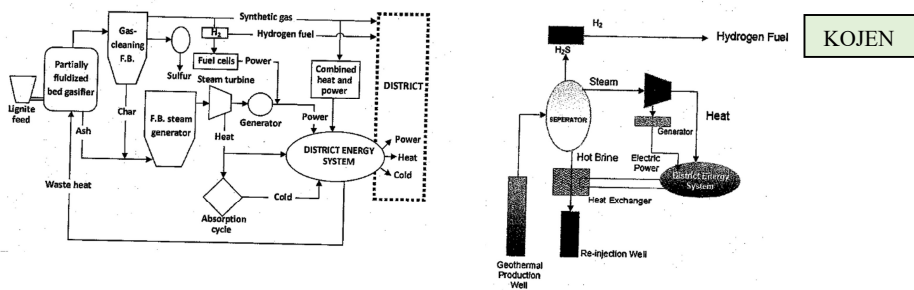 Synthetic gas
H₂
Hydrogen fuel
Gas-
cleaning
F.B.
Fuel cells
Power
Sulfur
Partially
fluidized
bed gasifier
Steam turbine
Combined
heat and
power
DISTRICT
Lignite
feed
Char
F.B. steam
generator
Generator
Power
Ash
Heat
DISTRICT ENERGY
SYSTEM
Power
Heat
Cold
Waste heat
Cold
Absorption
cycle
H₂
Hydrogen Fuel
H₂S
Steam
SEPERATOR
Generator
Heat
Hot Brine
Electric
Power
District Energy
System
Heat Exchanger
Re-injection Well
Geothermal
Production
Well
KOJEN